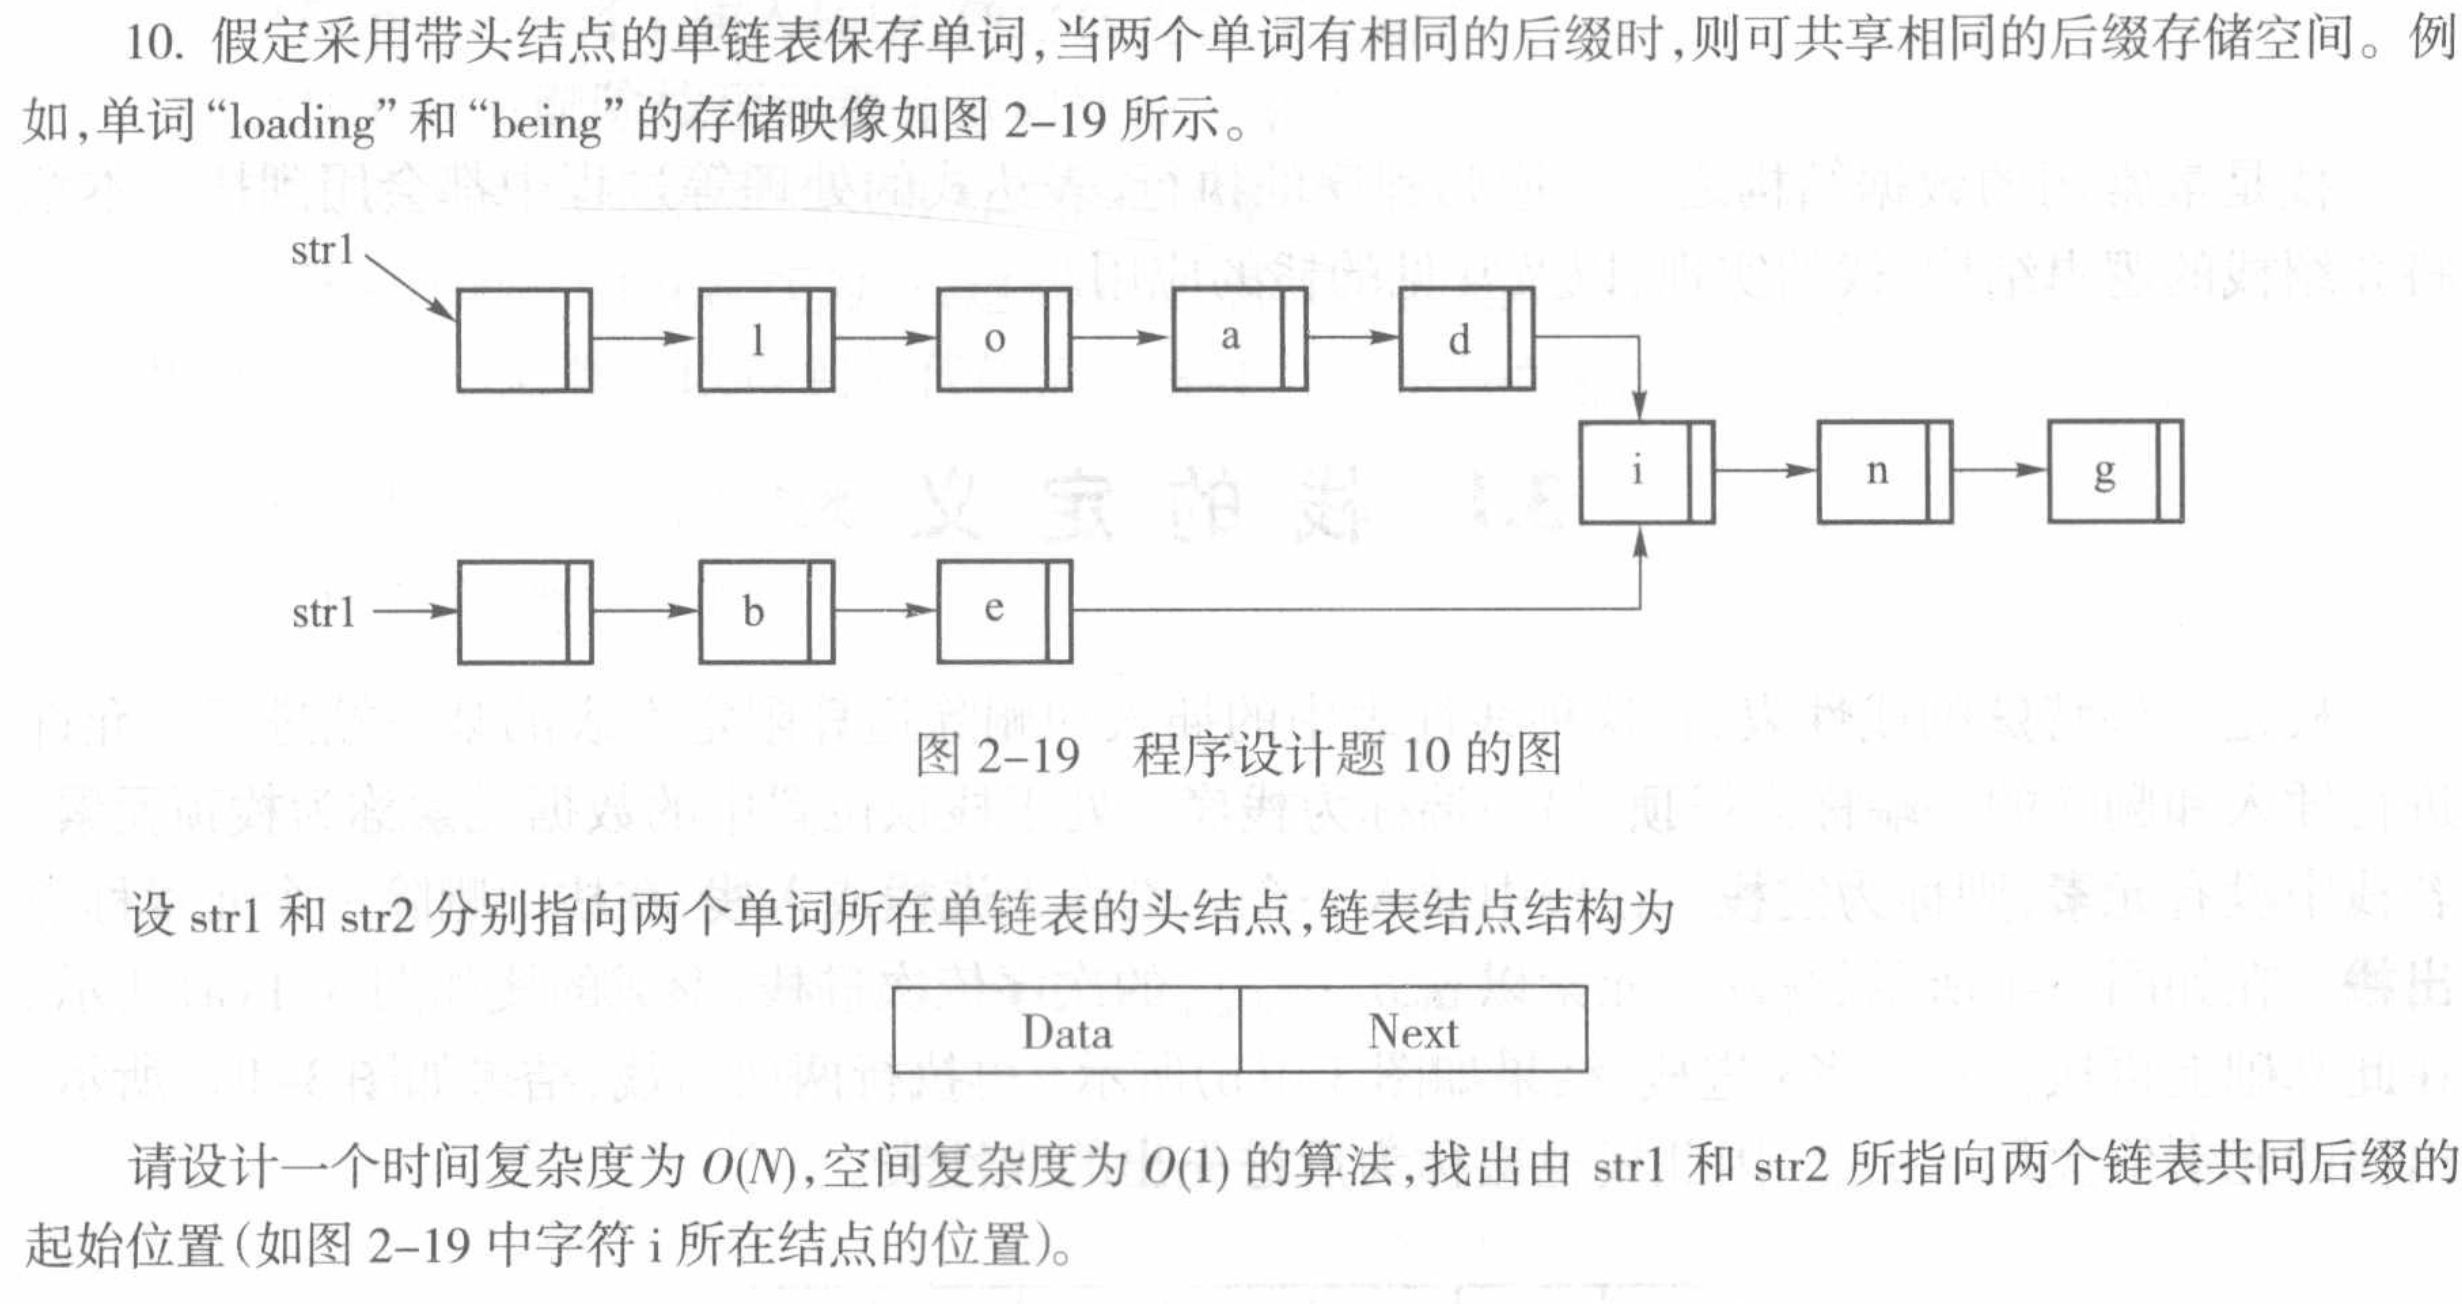 10. 假定采用带头结点的单链表保存单词,当两个单词有相同的后缀时,则可共享相同的后缀存储空间。例
如,单词“loading”和“being”的存储映像如图 2-19 所示。
str1
l o a d
i n g
str1 b e
图 2-19 程序设计题 10 的图
设 str1 和 str2 分别指向两个单词所在单链表的头结点,链表结点结构为
Data Next
请设计一个时间复杂度为 O(N),空间复杂度为 O(1) 的算法,找出由 str1 和 str2 所指向两个链表共同后缀的
起始位置(如图 2-19 中字符 i 所在结点的位置)。